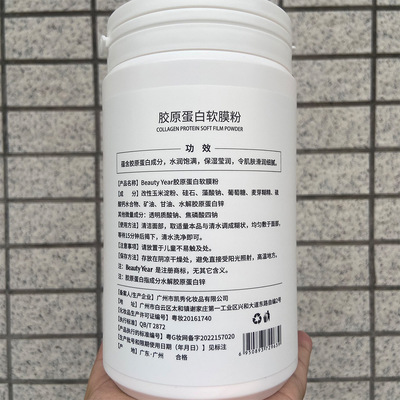 胶原蛋白软膜粉
COLLAGEN PROTEIN SOFT FILM POWDER
功效
蕴含胶原蛋白成分，水润饱满，保湿莹润，令肌肤滑润细腻。
【产品名称】Beauty Year胶原蛋白软膜粉
【成　分】改性玉米淀粉、硅石、藻酸钠、葡萄糖、麦芽糊精、硫
酸钙水合物、矿油、甘油、水解胶原蛋白锌
其他微量成分：透明质酸钠、焦磷酸四钠
【使用方法】清洁面部，取适量本品与清水调成糊状，均匀敷于面部，
等待15分钟后揭下，清水洗净即可。
【注意事项】请放置于儿童不易触及处。
【保存方法】存放在阴凉干燥处，避免直接受阳光照射，高温地方。
注：Beauty Year 是注册商标，无其它含义。
注：胶原蛋白指成分水解胶原蛋白锌
【备案人/生产企业】广州市凯秀化妆品有限公司
【地址】广州市白云区太和镇谢家庄第一工业区兴和大道东路自编2号
【化妆品生产许可证编号】粤妆20161740
【执行标准】QB/T 2872
【产品执行的标准编号】粤G妆网备字2022157020
【生产批号和限期使用日期（年月日）】见标注
【产地】广东·广州　合格